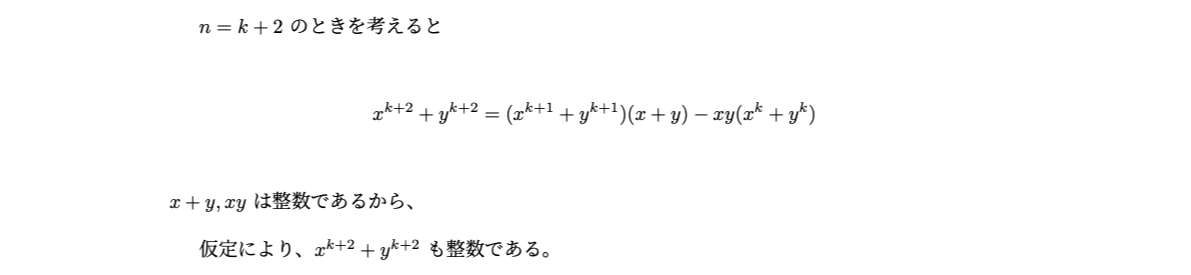 n = k + 2 のときを考えると
x^{k+2} + y^{k+2} = (x^{k+1} + y^{k+1})(x + y) − xy(x^k + y^k)
x + y, xy は整数であるから、
仮定により、x^{k+2} + y^{k+2} も整数である。